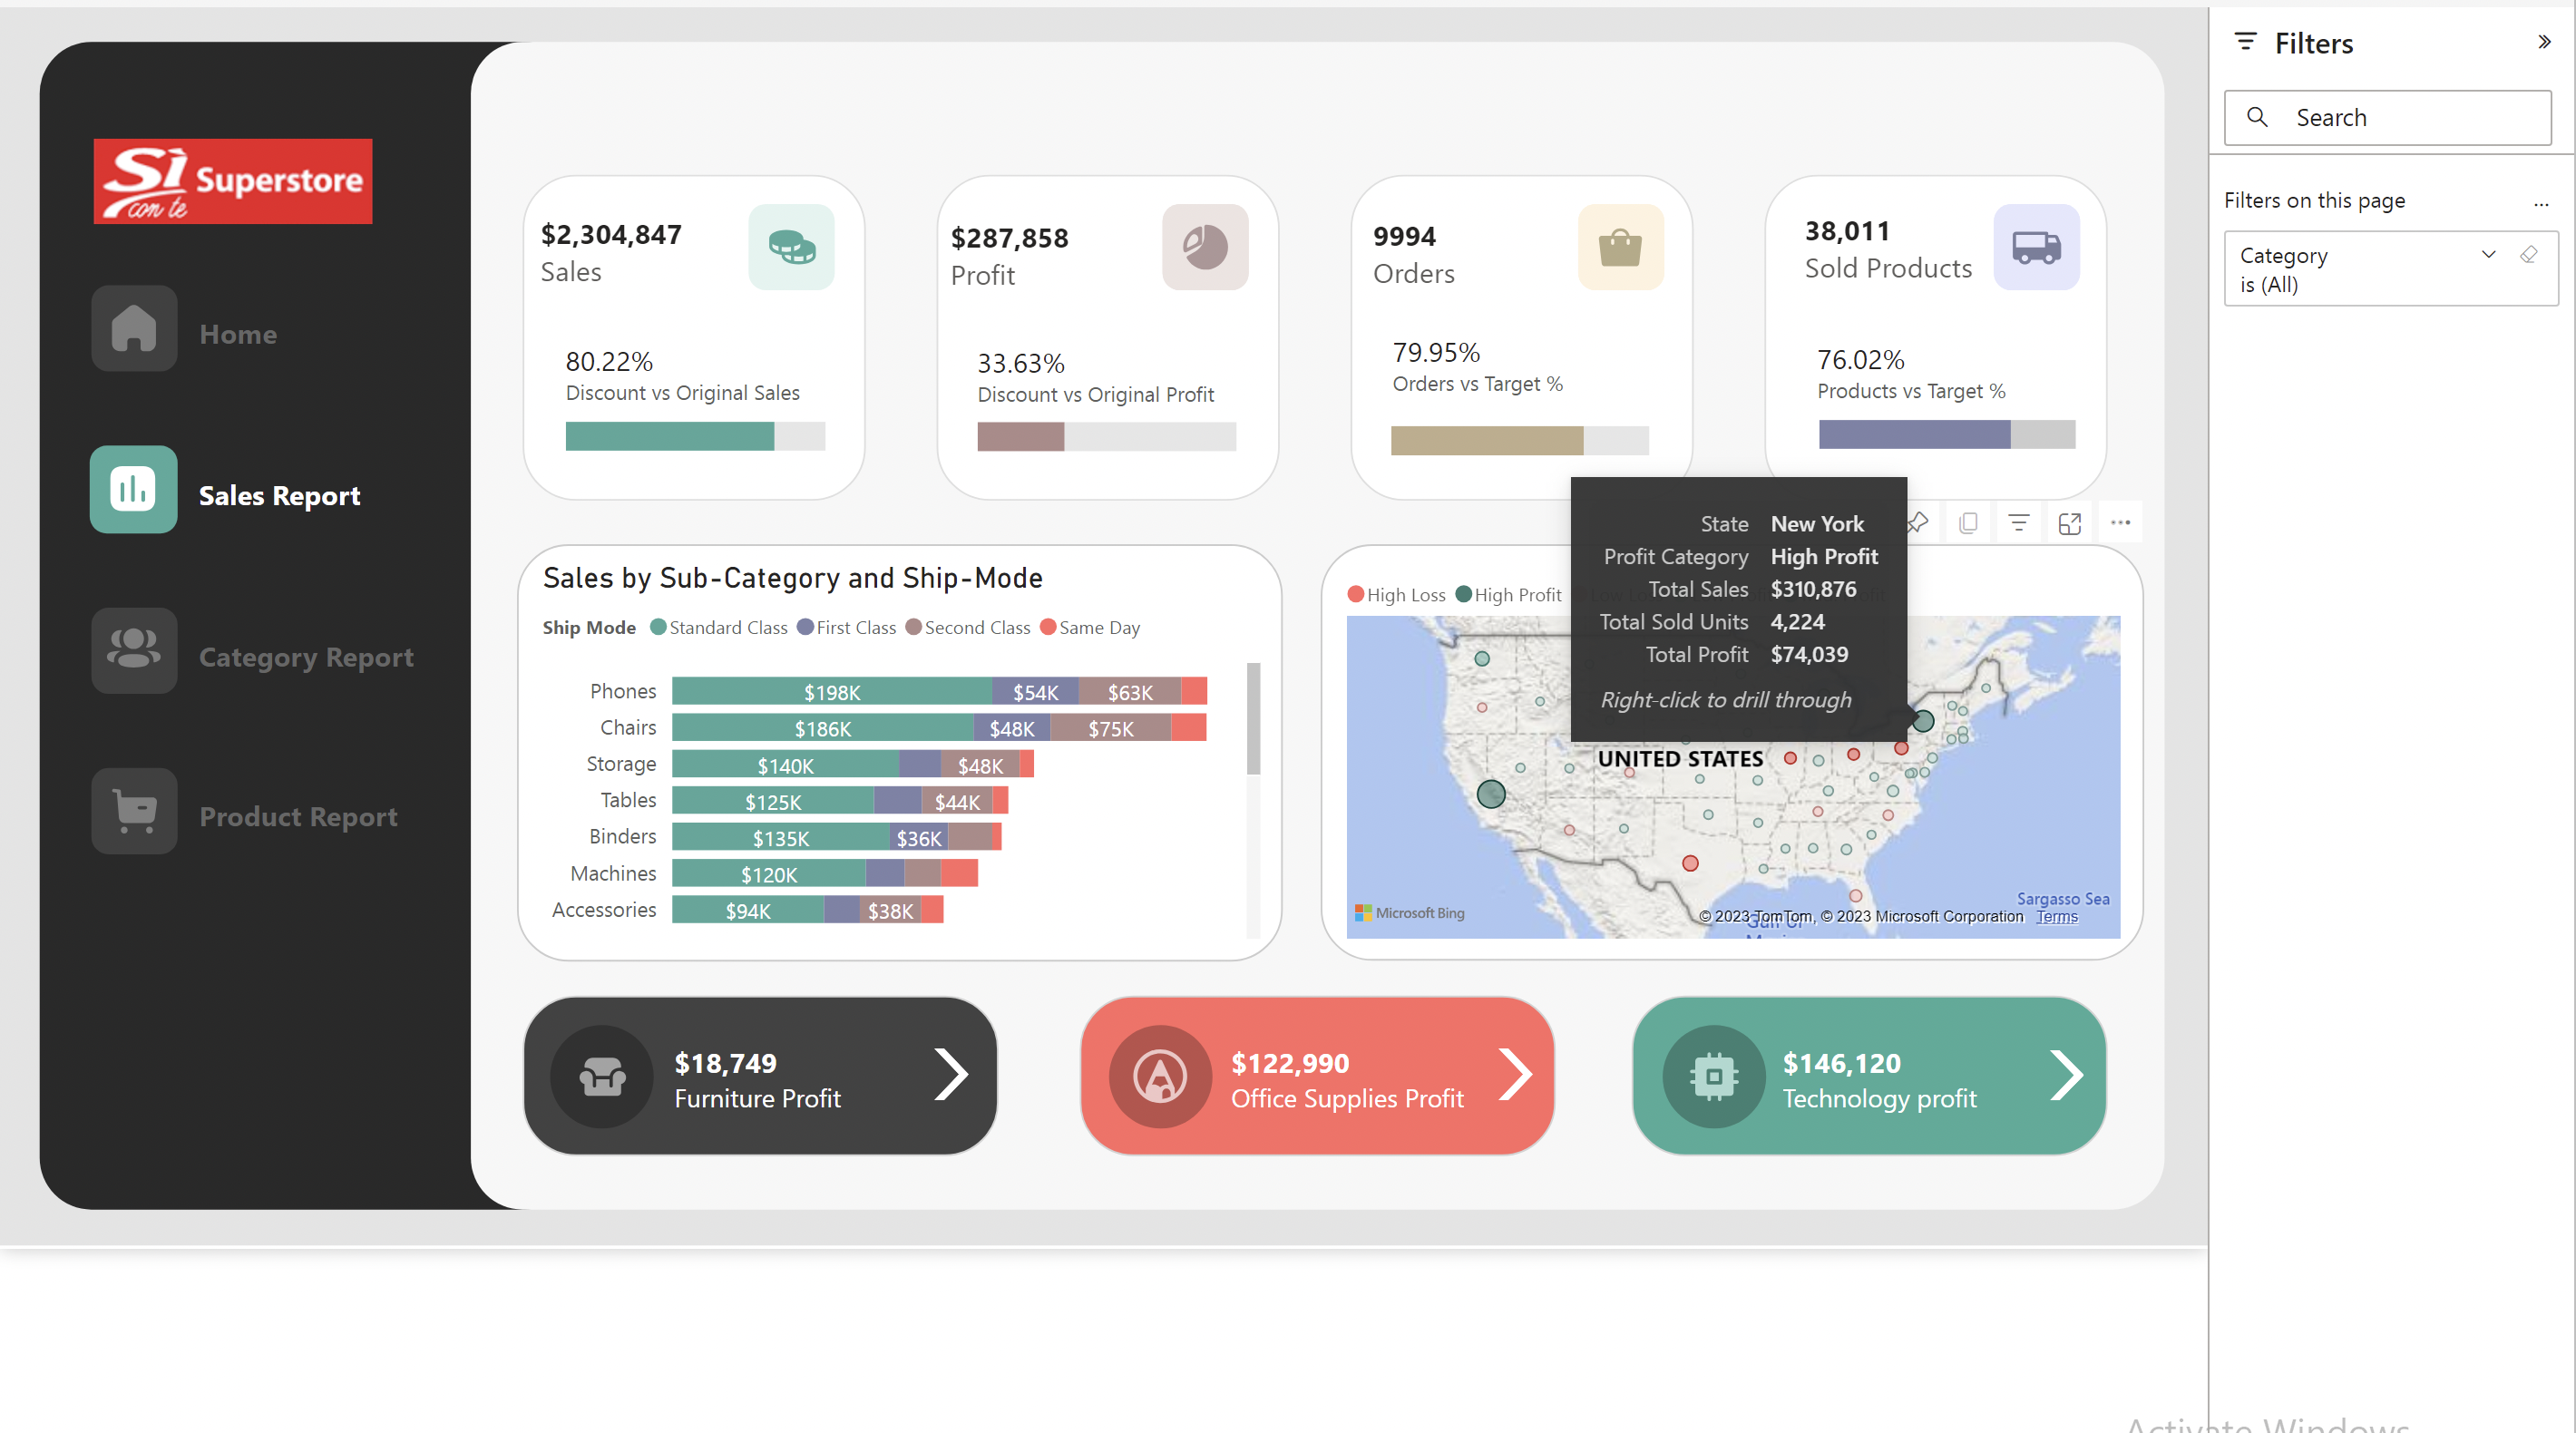 Sì Superstore
con te
Home
Sales Report
Category Report
Product Report
$2,304,847
Sales
80.22%
Discount vs Original Sales
$287,858
Profit
33.63%
Discount vs Original Profit
9994
Orders
79.95%
Orders vs Target %
38,011
Sold Products
76.02%
Products vs Target %
Sales by Sub-Category and Ship-Mode
Ship Mode Standard Class First Class Second Class Same Day
Phones $198K $54K $63K
Chairs $186K $48K $75K
Storage $140K $48K
Tables $125K $44K
Binders $135K $36K
Machines $120K
Accessories $94K $38K
High Loss High Profit
State New York
Profit Category High Profit
Total Sales $310,876
Total Sold Units 4,224
Total Profit $74,039
Right-click to drill through
UNITED STATES
Sargasso Sea
Microsoft Bing
© 2023 TomTom, © 2023 Microsoft Corporation Terms
$18,749
Furniture Profit
$122,990
Office Supplies Profit
$146,120
Technology profit
Filters
Search
Filters on this page
...
Category
is (All)
Activate Windows